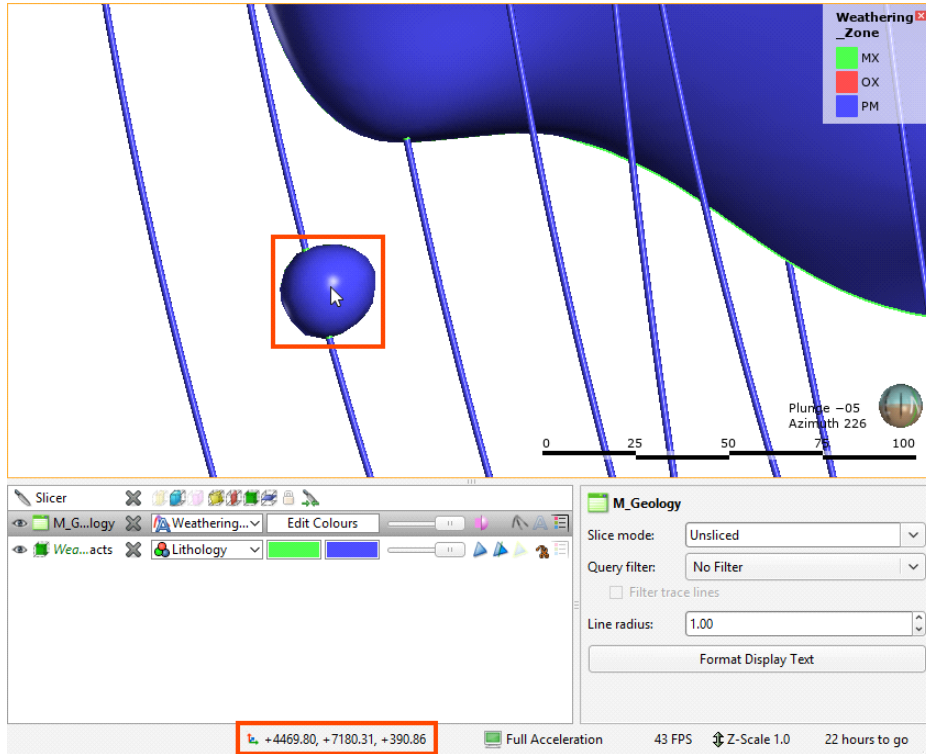 Weathering
_Zone
MX
OX
PM
Plunge −05
Azimuth 226
0 25 50 75 100
Slicer
M_G...logy Weathering... Edit Colours
Wea...acts Lithology
M_Geology
Slice mode: Unsliced
Query filter: No Filter
Filter trace lines
Line radius: 1.00
Format Display Text
+4469.80, +7180.31, +390.86 Full Acceleration 43 FPS Z-Scale 1.0 22 hours to go